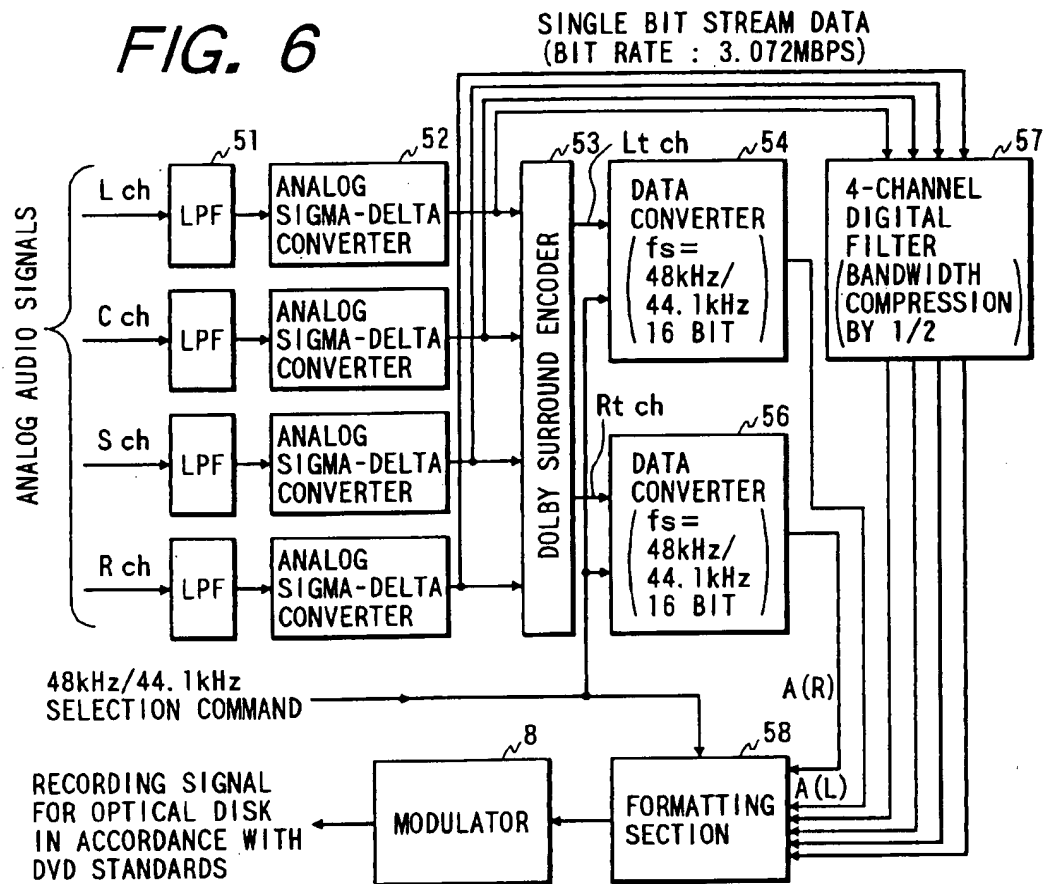 FIG. 6
SINGLE BIT STREAM DATA
(BIT RATE : 3.072MBPS)
ANALOG AUDIO SIGNALS
L ch
51
LPF
52
ANALOG
SIGMA-DELTA
CONVERTER
C ch
LPF
ANALOG
SIGMA-DELTA
CONVERTER
S ch
LPF
ANALOG
SIGMA-DELTA
CONVERTER
R ch
LPF
ANALOG
SIGMA-DELTA
CONVERTER
53
DOLBY SURROUND ENCODER
Lt ch
54
DATA
CONVERTER
(fs=
48kHz/
44.1kHz
16 BIT)
Rt ch
56
DATA
CONVERTER
(fs=
48kHz/
44.1kHz
16 BIT)
57
4-CHANNEL
DIGITAL
FILTER
(BANDWIDTH
COMPRESSION
BY 1/2)
48kHz/44.1kHz
SELECTION COMMAND
A(R)
A(L)
58
FORMATTING
SECTION
8
MODULATOR
RECORDING SIGNAL
FOR OPTICAL DISK
IN ACCORDANCE WITH
DVD STANDARDS